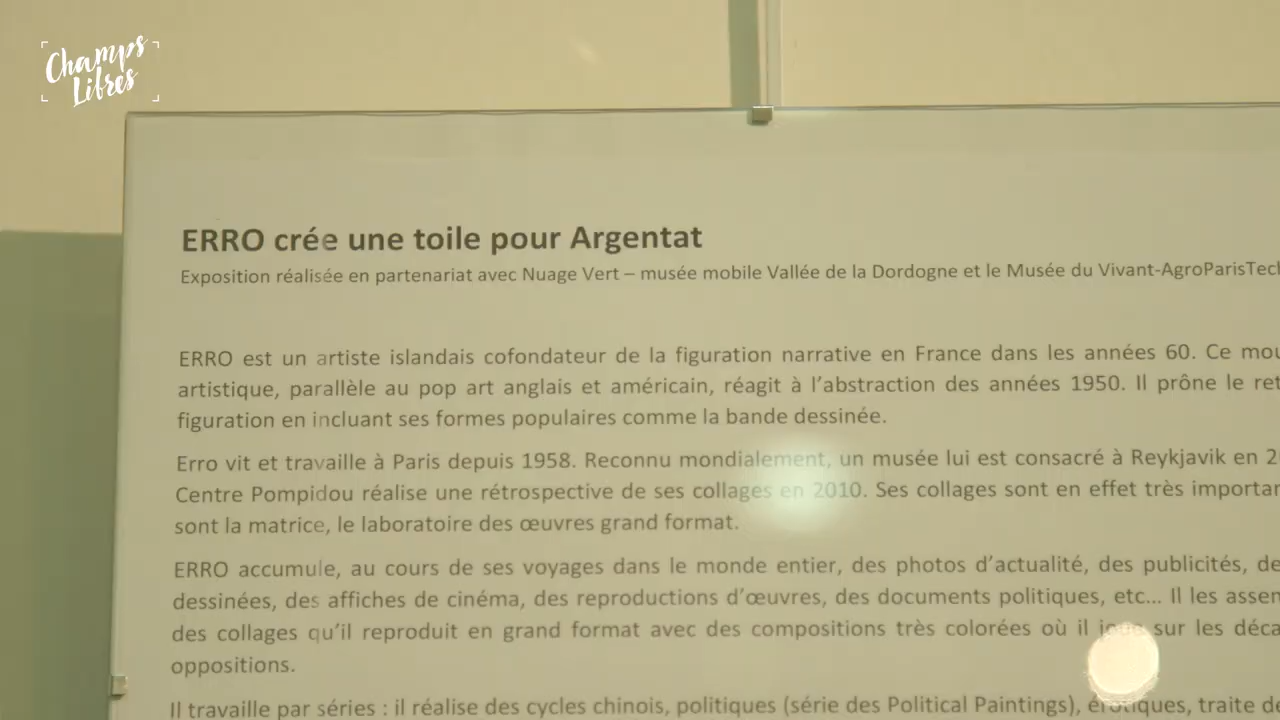 Champs
Libres
ERRO crée une toile pour Argentat
Exposition réalisée en partenariat avec Nuage Vert – musée mobile Vallée de la Dordogne et le Musée du Vivant-AgroParisTech
ERRO est un artiste islandais cofondateur de la figuration narrative en France dans les années 60. Ce
artistique, parallèle au pop art anglais et américain, réagit à l’abstraction des années 1950. Il prône le
figuration en incluant ses formes populaires comme la bande dessinée.
Erro vit et travaille à Paris depuis 1958. Reconnu mondialement, un musée lui est consacré à Reykjavik en
Centre Pompidou réalise une rétrospective de ses collages en 2010. Ses collages sont en effet très
sont la matrice, le laboratoire des œuvres grand format.
ERRO accumule, au cours de ses voyages dans le monde entier, des photos d’actualité, des publicités,
dessinées, des affiches de cinéma, des reproductions d’œuvres, des documents politiques, etc... Il les
des collages qu’il reproduit en grand format avec des compositions très colorées où il joue sur les
oppositions.
Il travaille par séries : il réalise des cycles chinois, politiques (série des Political Paintings), érotiques, traite